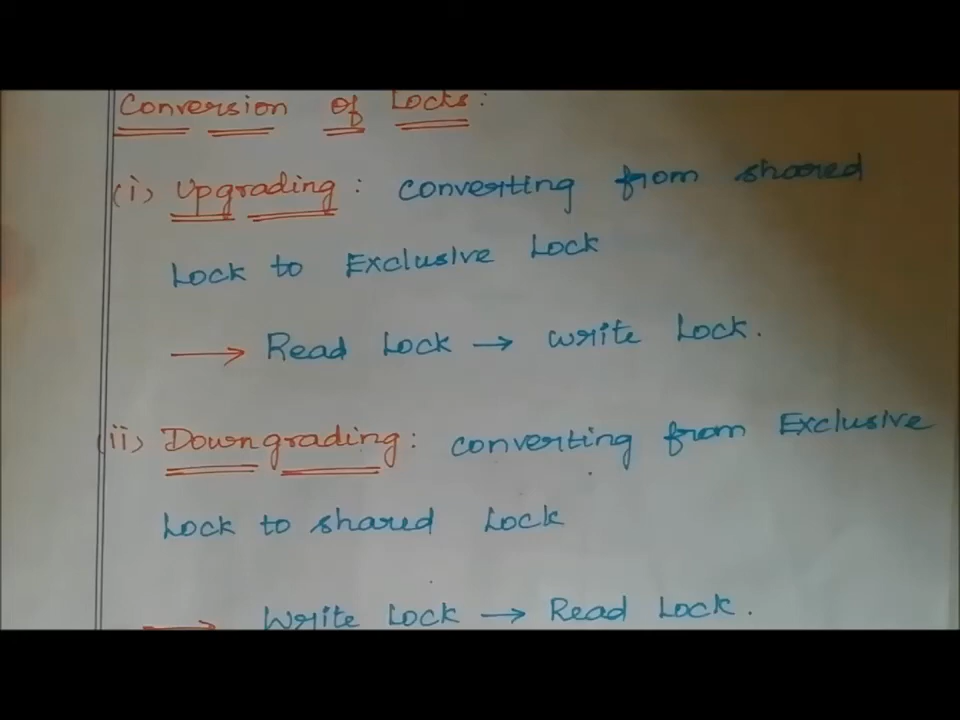 Conversion of Locks:
(i) Upgrading: converting from shared
Lock to Exclusive Lock
→ Read Lock → write Lock.
(ii) Downgrading: converting from Exclusive
Lock to shared Lock
→ Write Lock → Read Lock.